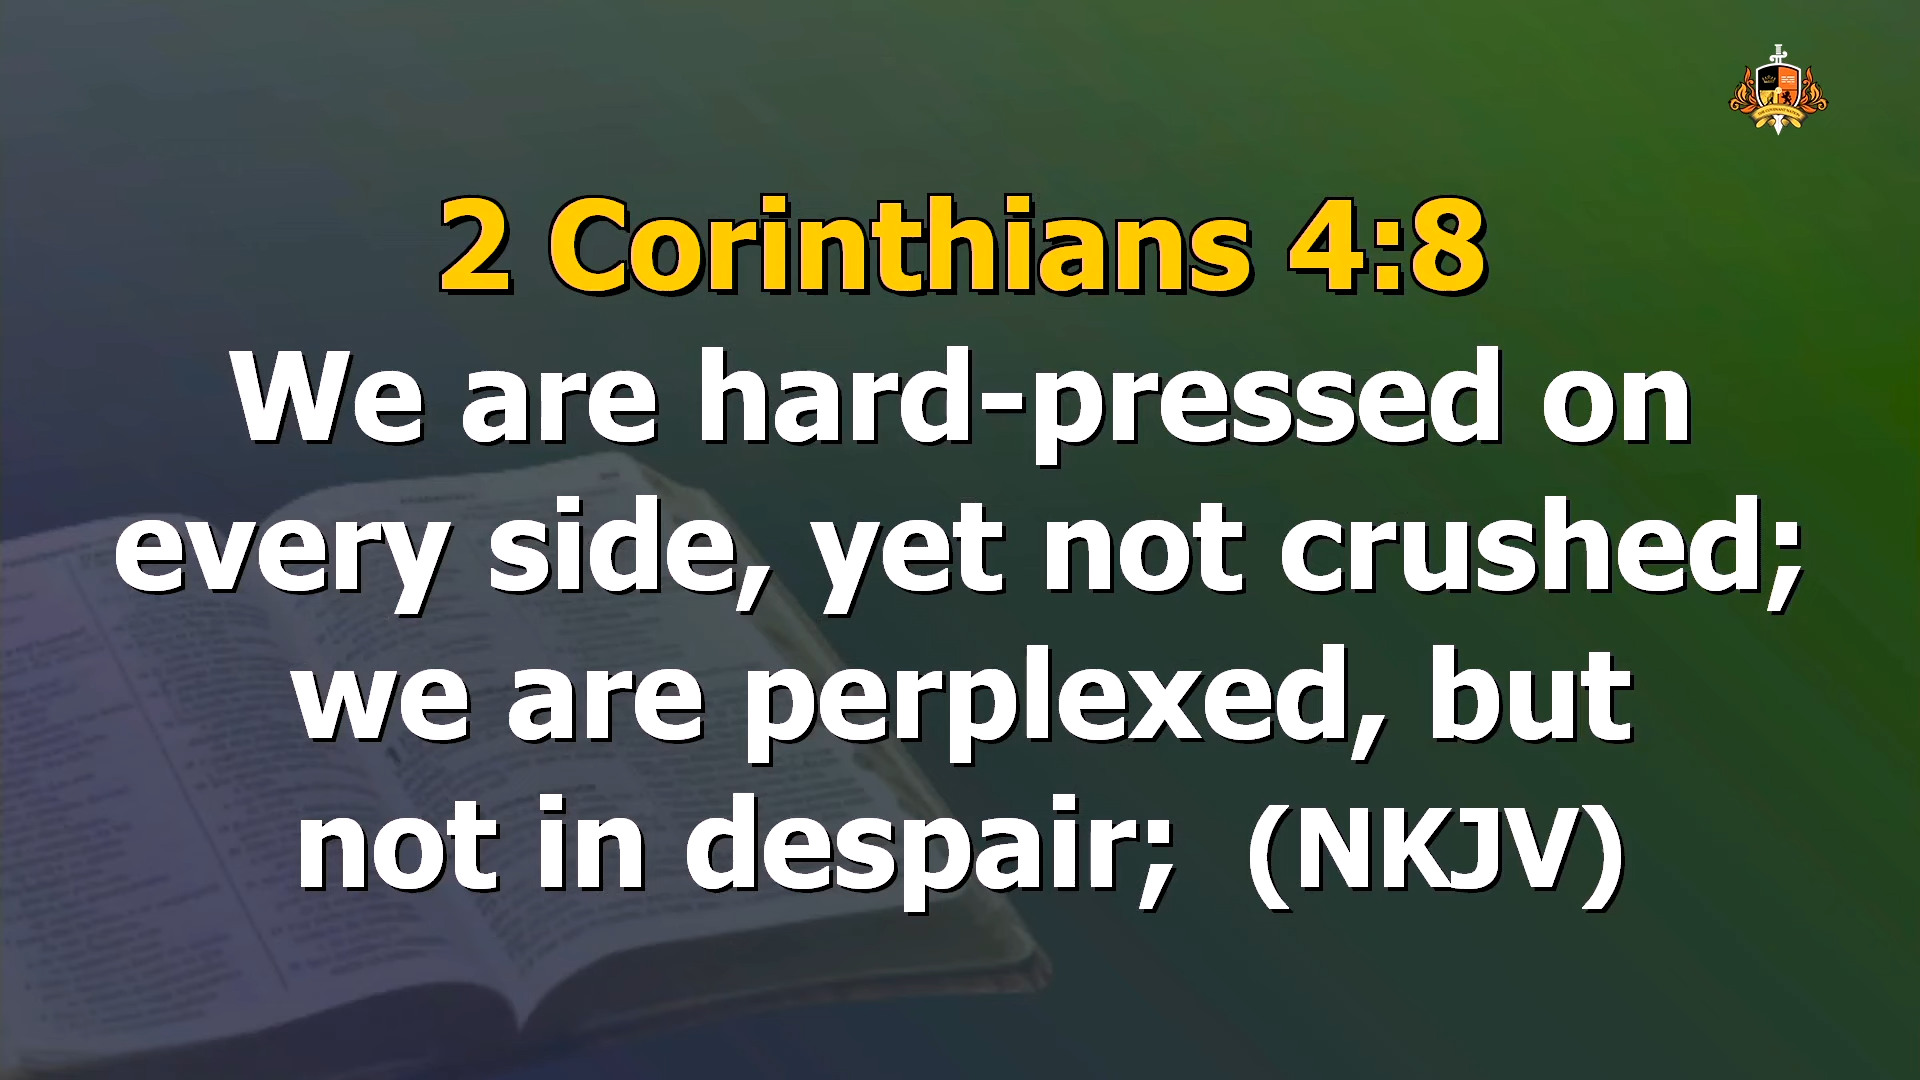 2 Corinthians 4:8
We are hard-pressed on
every side, yet not crushed;
we are perplexed, but
not in despair;  (NKJV)